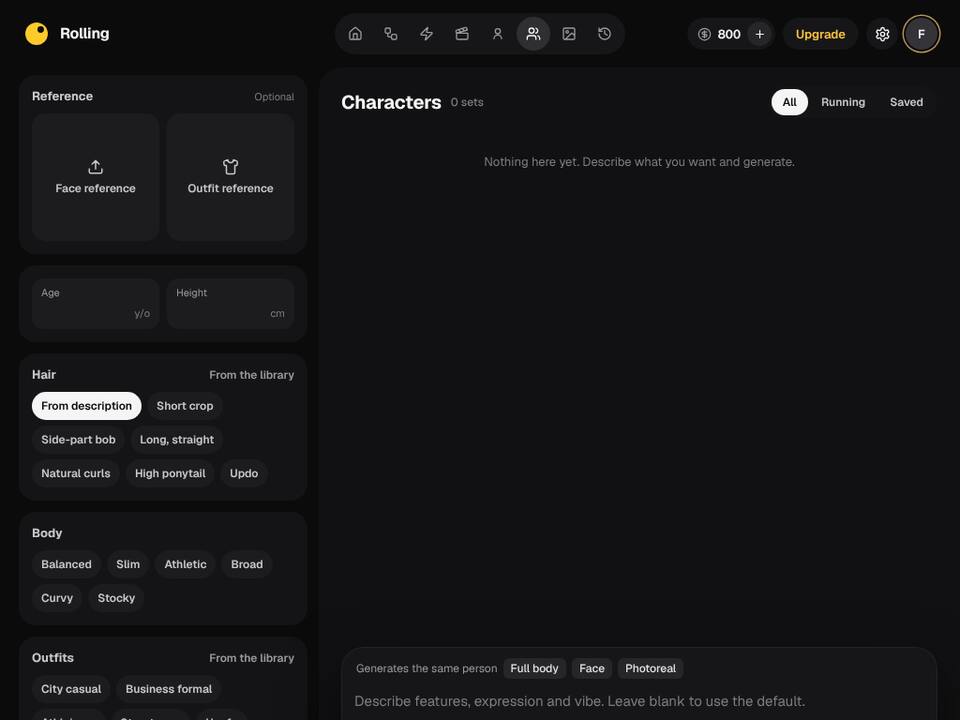 Rolling
800
Upgrade
F
Reference
Optional
Face reference
Outfit reference
Age
y/o
Height
cm
Hair
From the library
From description
Short crop
Side-part bob
Long, straight
Natural curls
High ponytail
Updo
Body
Balanced
Slim
Athletic
Broad
Curvy
Stocky
Outfits
From the library
City casual
Business formal
Characters
0 sets
All
Running
Saved
Nothing here yet. Describe what you want and generate.
Generates the same person
Full body
Face
Photoreal
Describe features, expression and vibe. Leave blank to use the default.